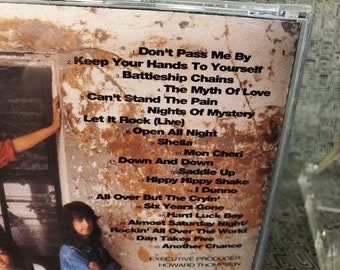 Don't Pass Me By
2. Keep Your Hands To Yourself
Battleship Chains
4. The Myth Of Love
Can't Stand The Pain
Nights Of Mystery
Let It Rock (Live)
Open All Night
Sheila
Mon Cheri
Down And Down
Saddle Up
Hippy Hippy Shake
I Dunno
All Over But The Cryin'
Six Years Gone
Hard Luck Boy
Almost Saturday Night/
Rockin' All Over The World
Dan Takes Five
Another Chance
EXECUTIVE PRODUCER:
HOWARD THOMPSON